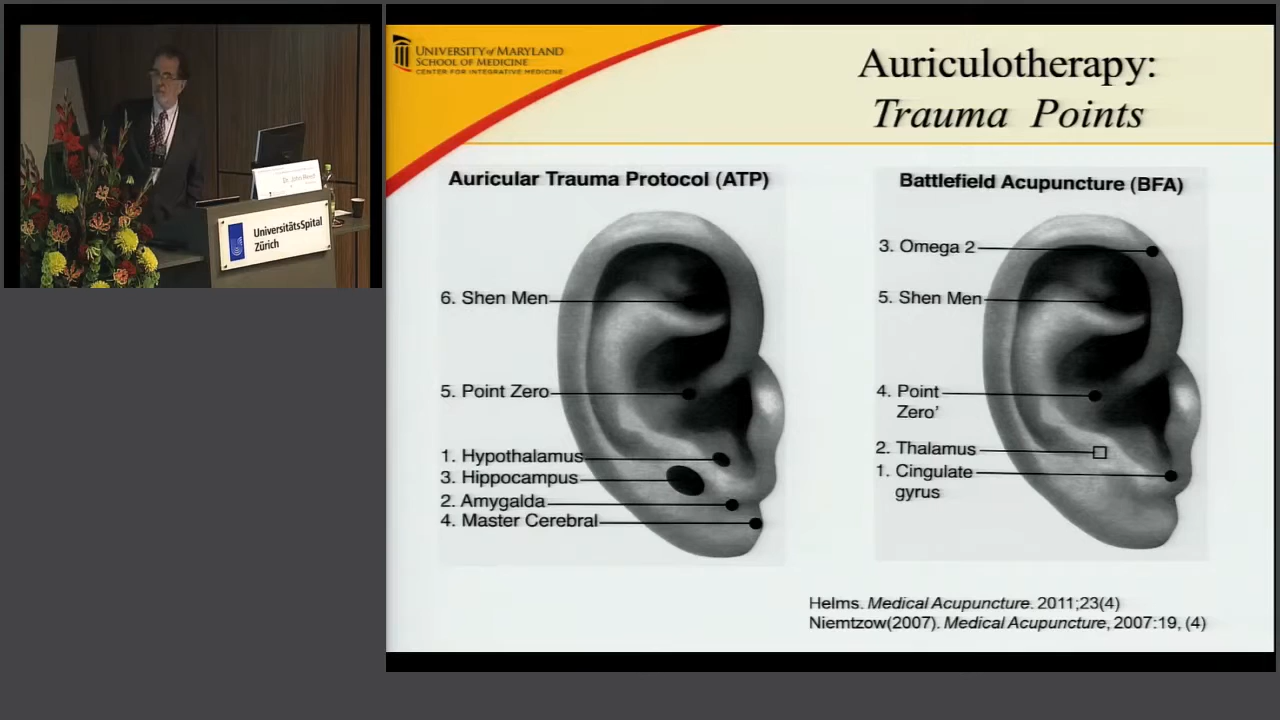 UNIVERSITY of MARYLAND
SCHOOL OF MEDICINE
CENTER FOR INTEGRATIVE MEDICINE
Auriculotherapy:
Trauma Points
Auricular Trauma Protocol (ATP)
6. Shen Men
5. Point Zero
1. Hypothalamus
3. Hippocampus
2. Amygalda
4. Master Cerebral
Battlefield Acupuncture (BFA)
3. Omega 2
5. Shen Men
4. Point
Zero’
2. Thalamus
1. Cingulate
gyrus
Helms. Medical Acupuncture. 2011;23(4)
Niemtzow(2007). Medical Acupuncture, 2007:19, (4)
Dr. John Reed
UniversitätsSpital
Zürich